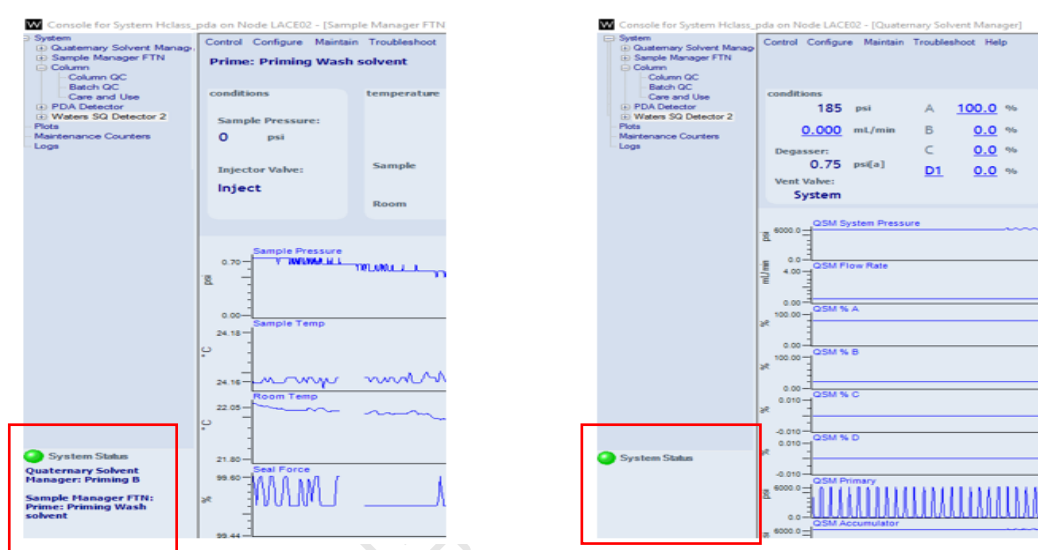 Console for System Hclass_pda on Node LACE02 - [Sample Manager FTN
System
Quaternary Solvent Manag
Sample Manager FTN
Column
Column QC
Batch QC
Care and Use
PDA Detector
Waters SQ Detector 2
Plots
Maintenance Counters
Logs
Control Configure Maintain Troubleshoot
Prime: Priming Wash solvent
conditions
Sample Pressure:
0 psi
Injector Valve:
Inject
temperature
Sample
Room
Sample Pressure
psi
0.70
0.00
Sample Temp
°C
24.18
24.16
Room Temp
°C
22.05
21.80
Seal Force
%
99.60
99.44
System Status
Quaternary Solvent
Manager: Priming B
Sample Manager FTN:
Prime: Priming Wash
solvent
Console for System Hclass_pda on Node LACE02 - [Quaternary Solvent Manager]
System
Quaternary Solvent Manag
Sample Manager FTN
Column
Column QC
Batch QC
Care and Use
PDA Detector
Waters SQ Detector 2
Plots
Maintenance Counters
Logs
Control Configure Maintain Troubleshoot Help
conditions
185 psi A 100.0 %
0.000 mL/min B 0.0 %
Degasser: C 0.0 %
0.75 psi[a] D1 0.0 %
Vent Valve:
System
QSM System Pressure
psi
6000.0
0.0
QSM Flow Rate
mL/min
4.00
0.00
QSM % A
%
100.00
0.00
QSM % B
%
100.00
0.00
QSM % C
%
0.010
-0.010
QSM % D
%
0.010
-0.010
QSM Primary
psi
6000.0
0.0
QSM Accumulator
6000.0
System Status